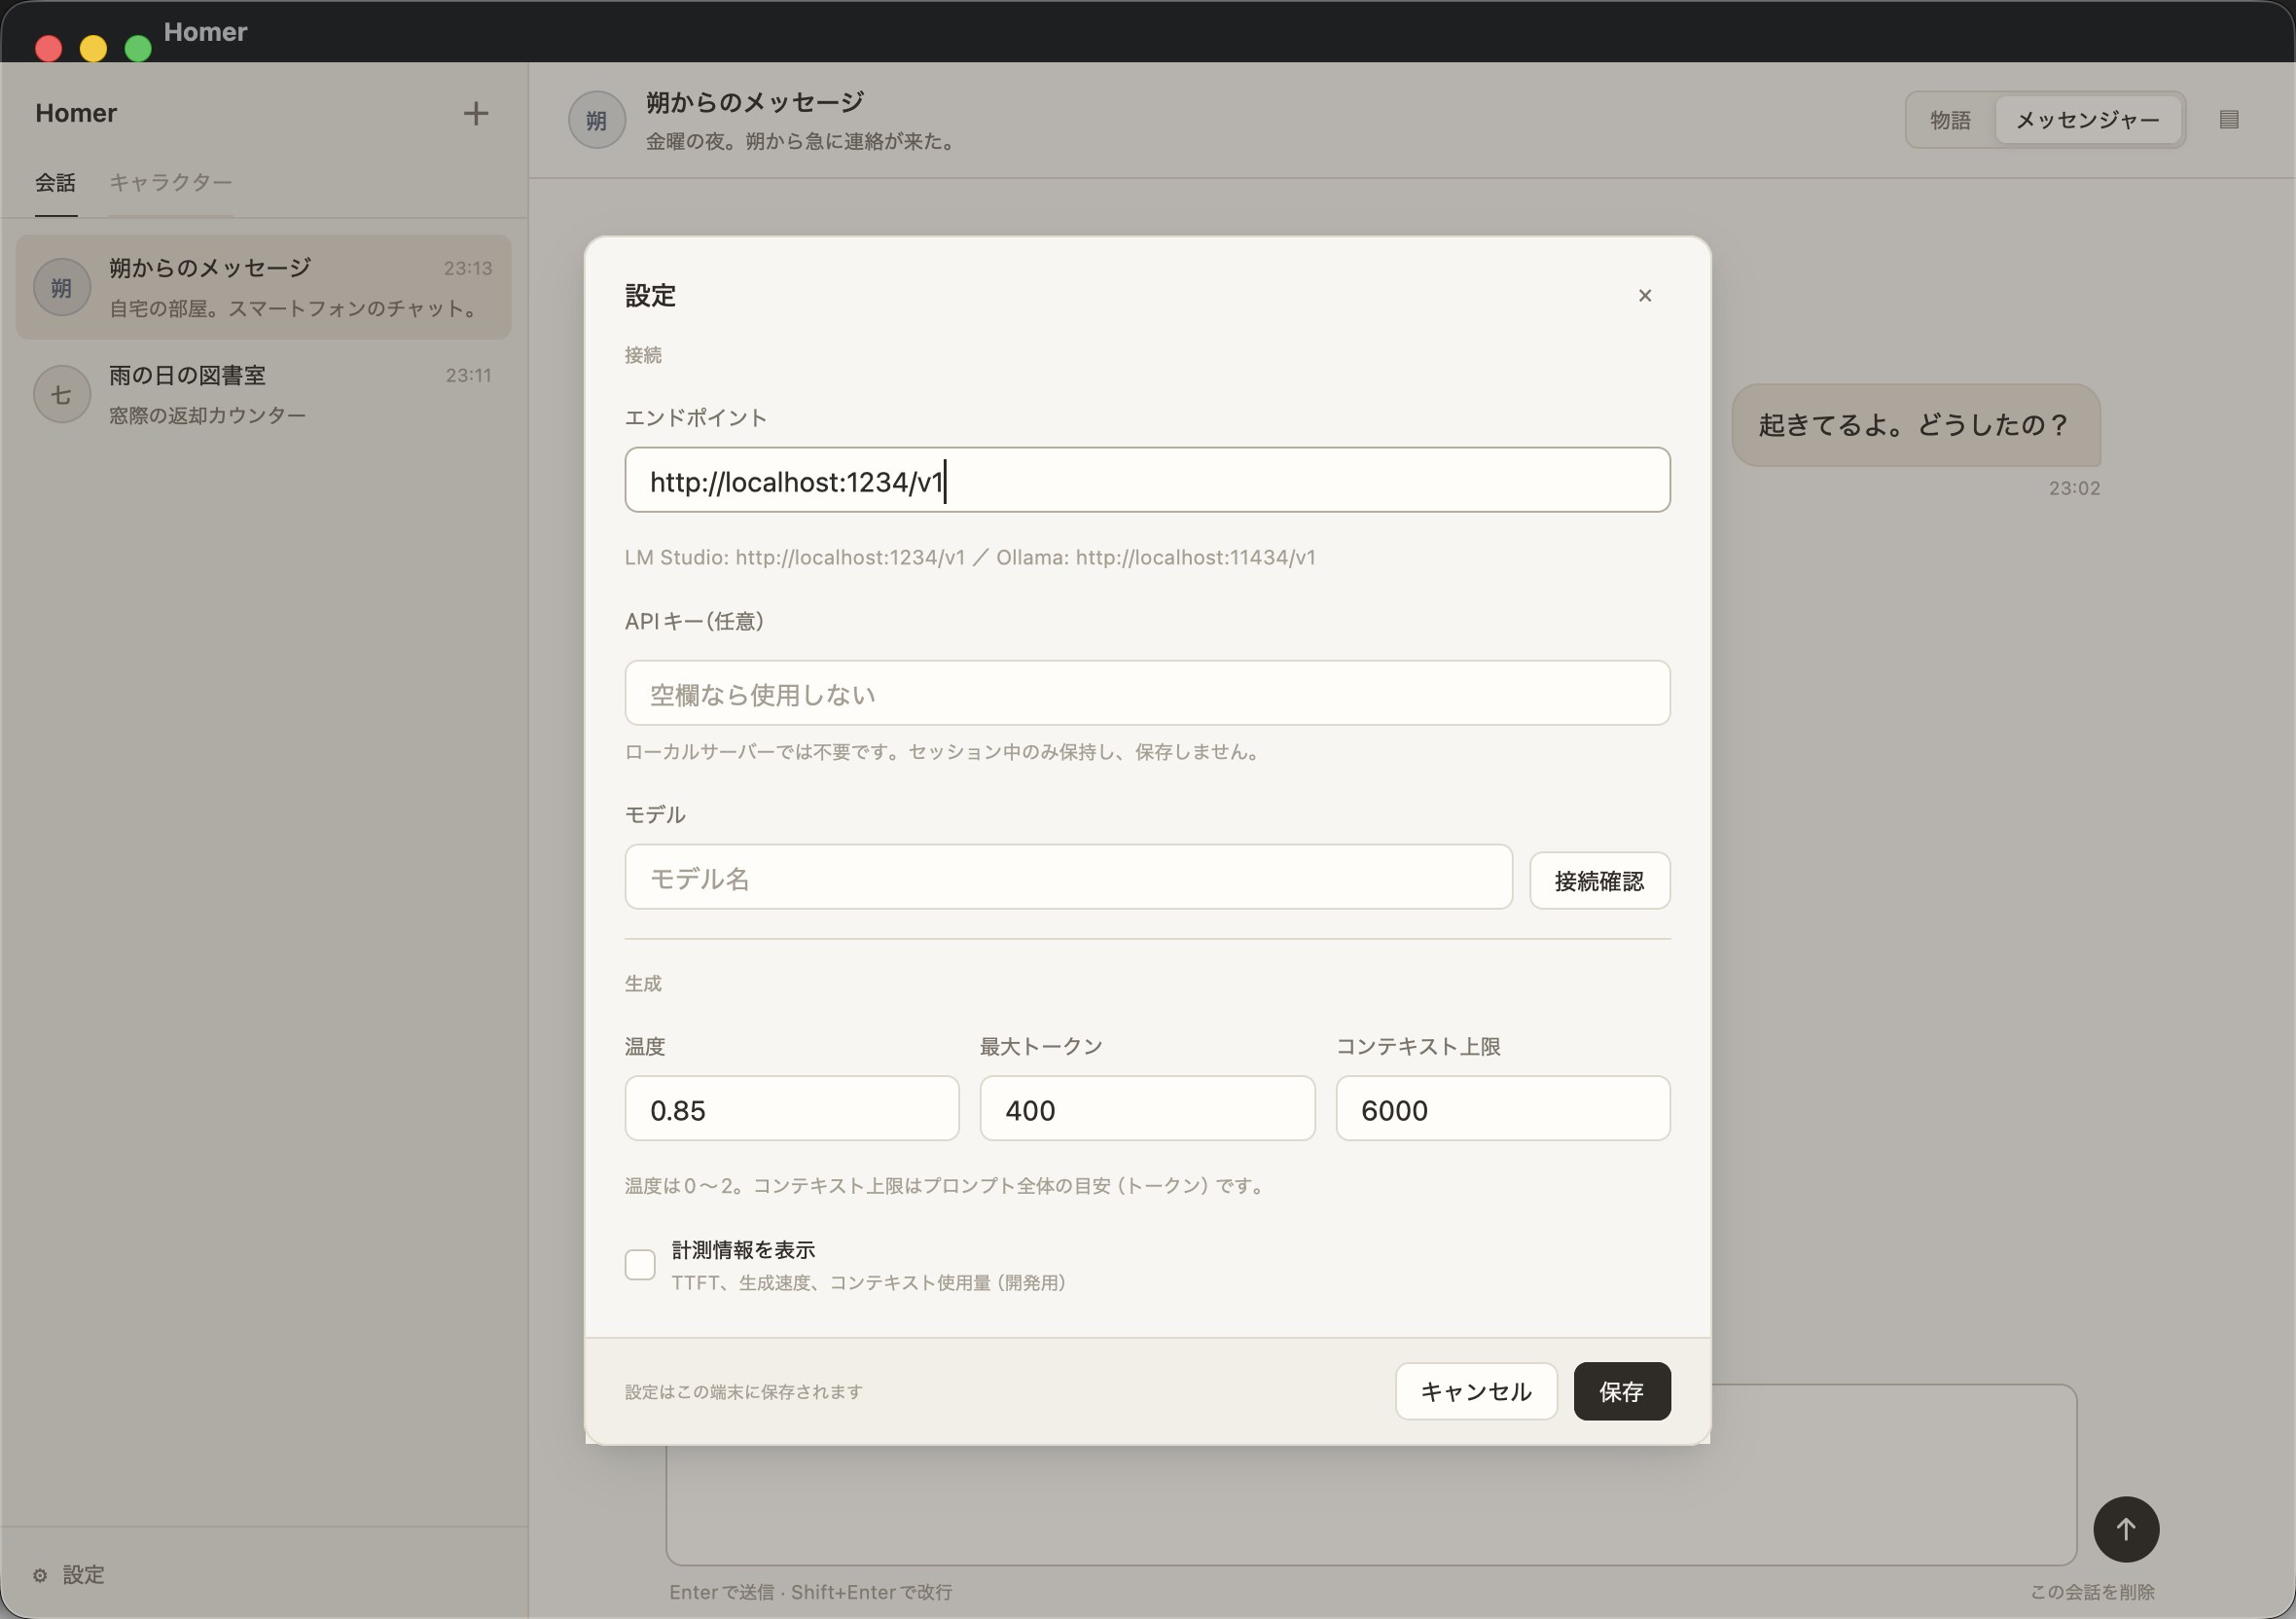 Homer
Homer
会話 キャラクター
朔 朔からのメッセージ 23:13
自宅の部屋。スマートフォンのチャット。
七 雨の日の図書室 23:11
窓際の返却カウンター
設定
朔 朔からのメッセージ
金曜の夜。朔から急に連絡が来た。
物語 メッセンジャー
起きてるよ。どうしたの？
23:02
設定
接続
エンドポイント
http://localhost:1234/v1
LM Studio: http://localhost:1234/v1 ／ Ollama: http://localhost:11434/v1
APIキー（任意）
空欄なら使用しない
ローカルサーバーでは不要です。セッション中のみ保持し、保存しません。
モデル
モデル名 接続確認
生成
温度 最大トークン コンテキスト上限
0.85 400 6000
温度は0〜2。コンテキスト上限はプロンプト全体の目安（トークン）です。
計測情報を表示
TTFT、生成速度、コンテキスト使用量（開発用）
設定はこの端末に保存されます キャンセル 保存
Enterで送信 · Shift+Enterで改行 この会話を削除